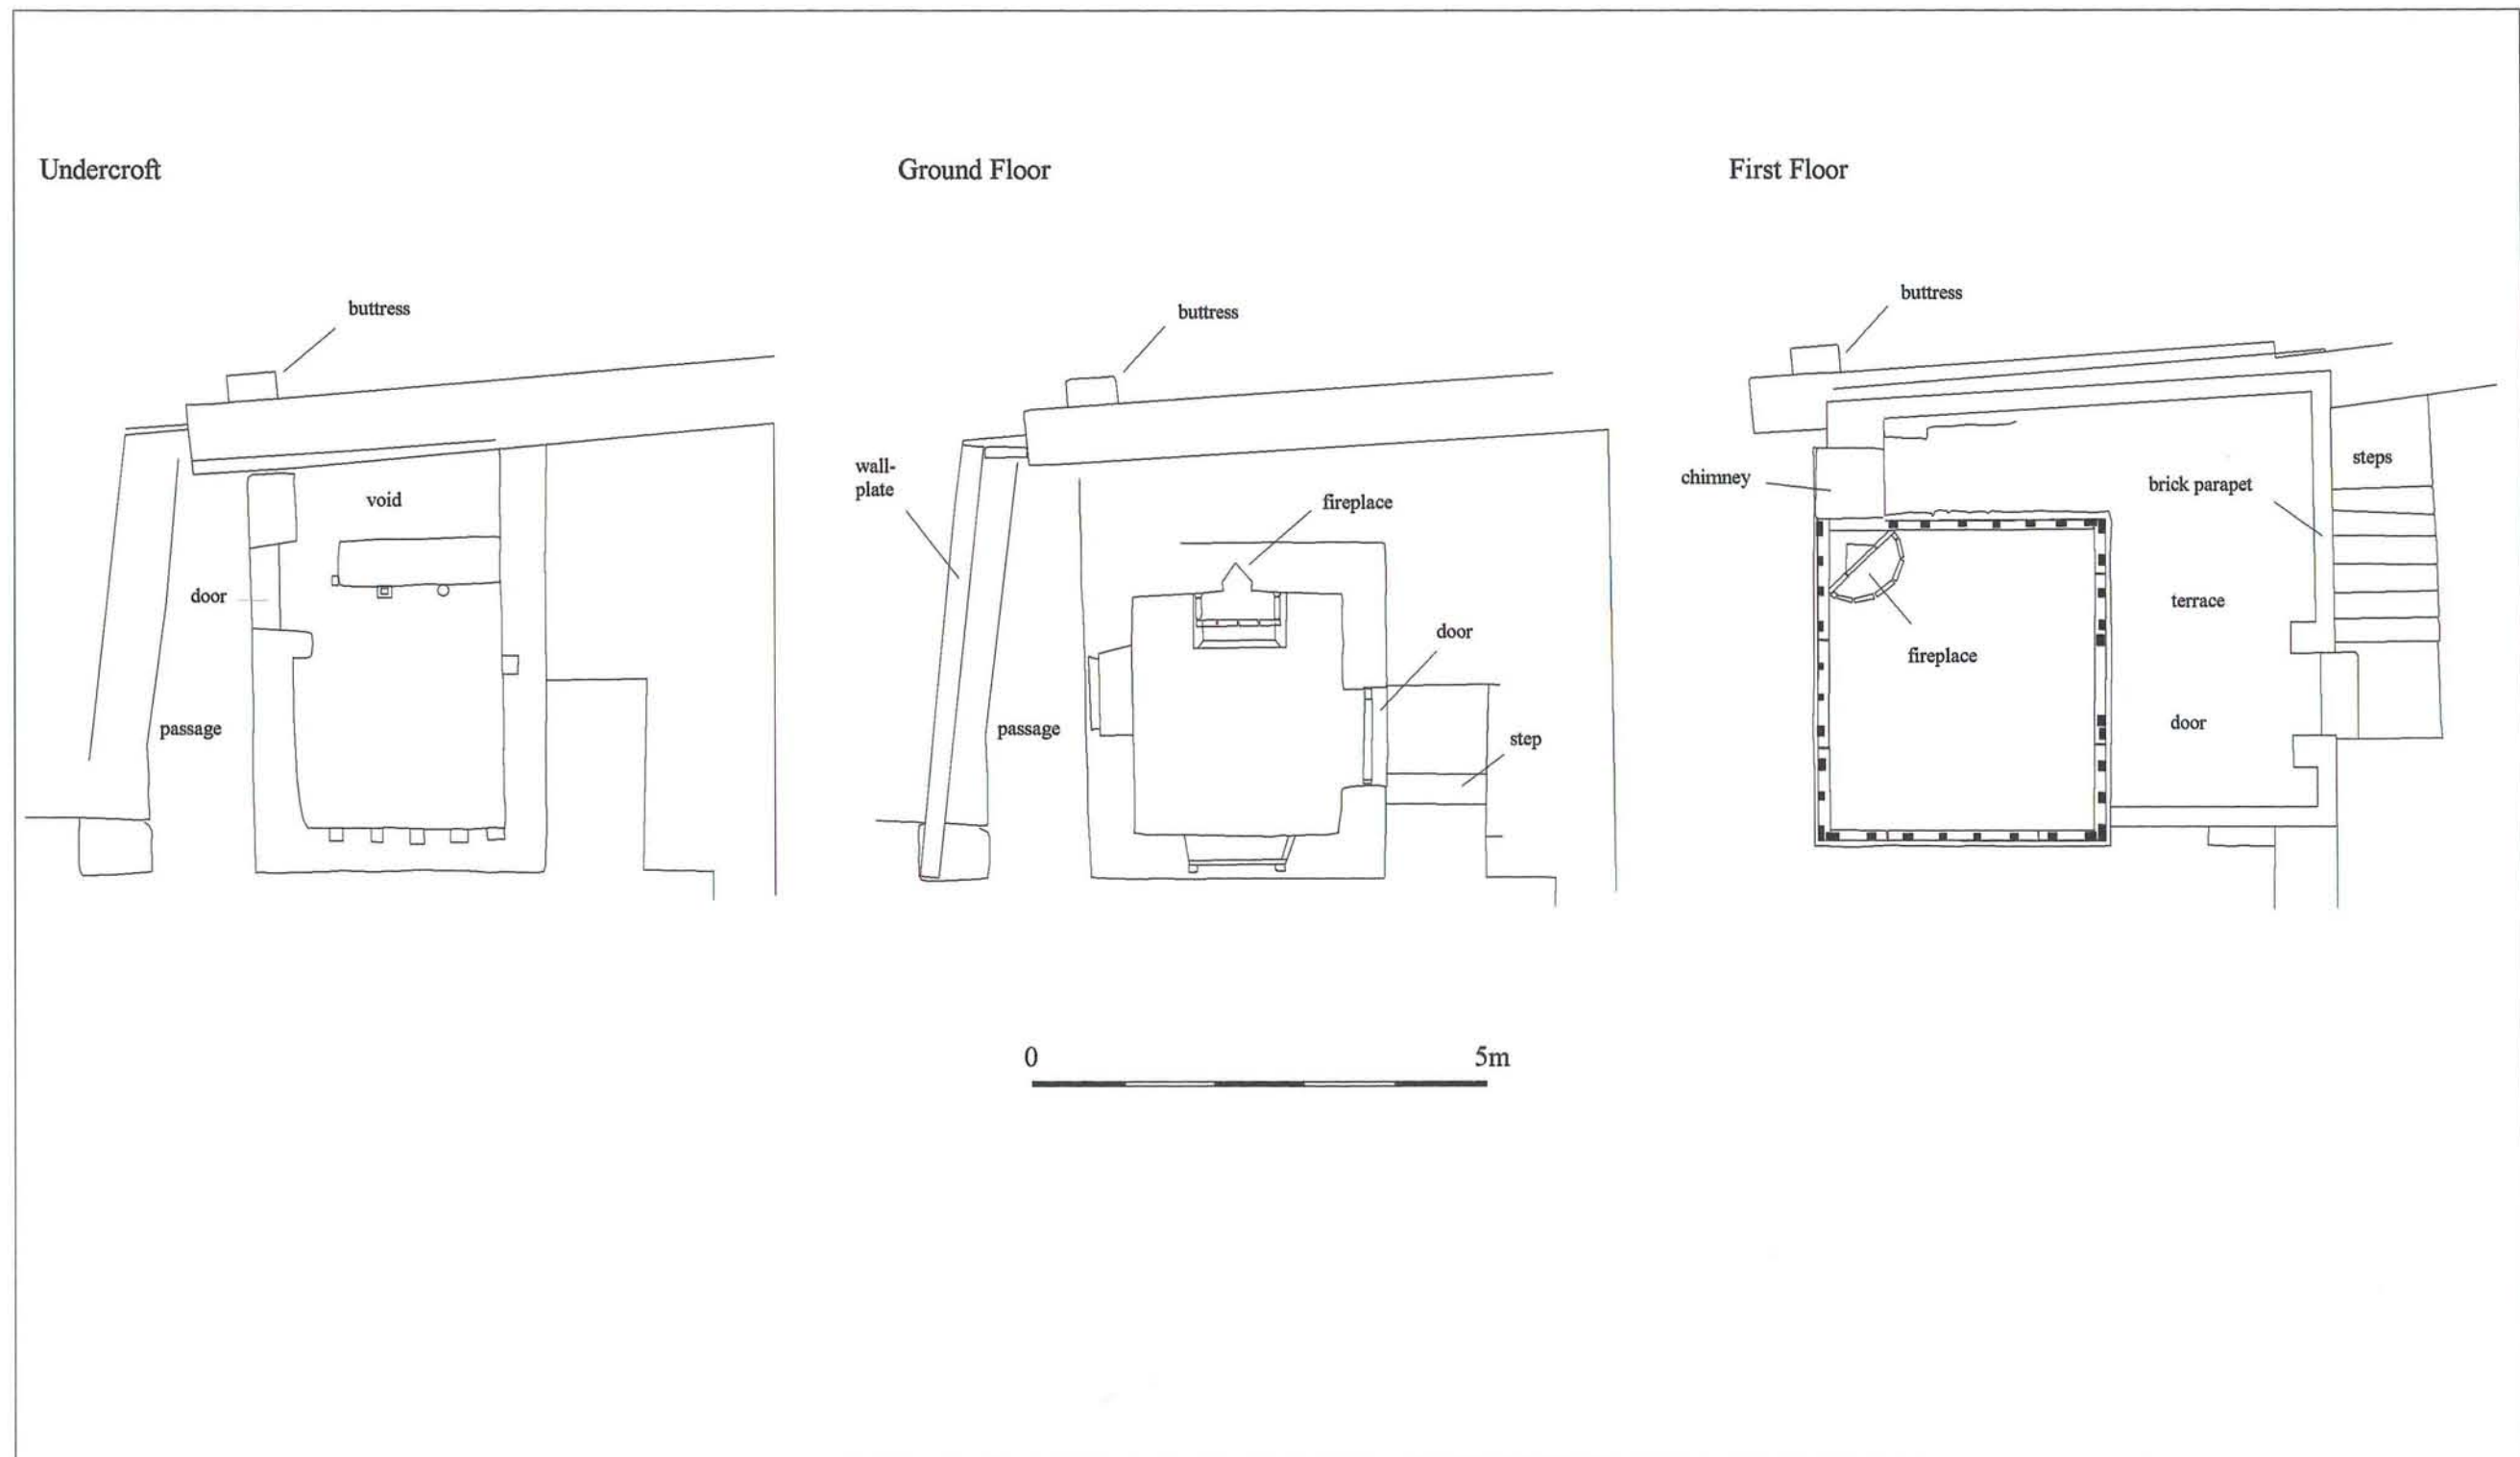 Undercroft
buttress
void
door
passage
Ground Floor
buttress
wall-
plate
fireplace
door
passage
step
First Floor
buttress
chimney
steps
brick parapet
terrace
fireplace
door
0
5m